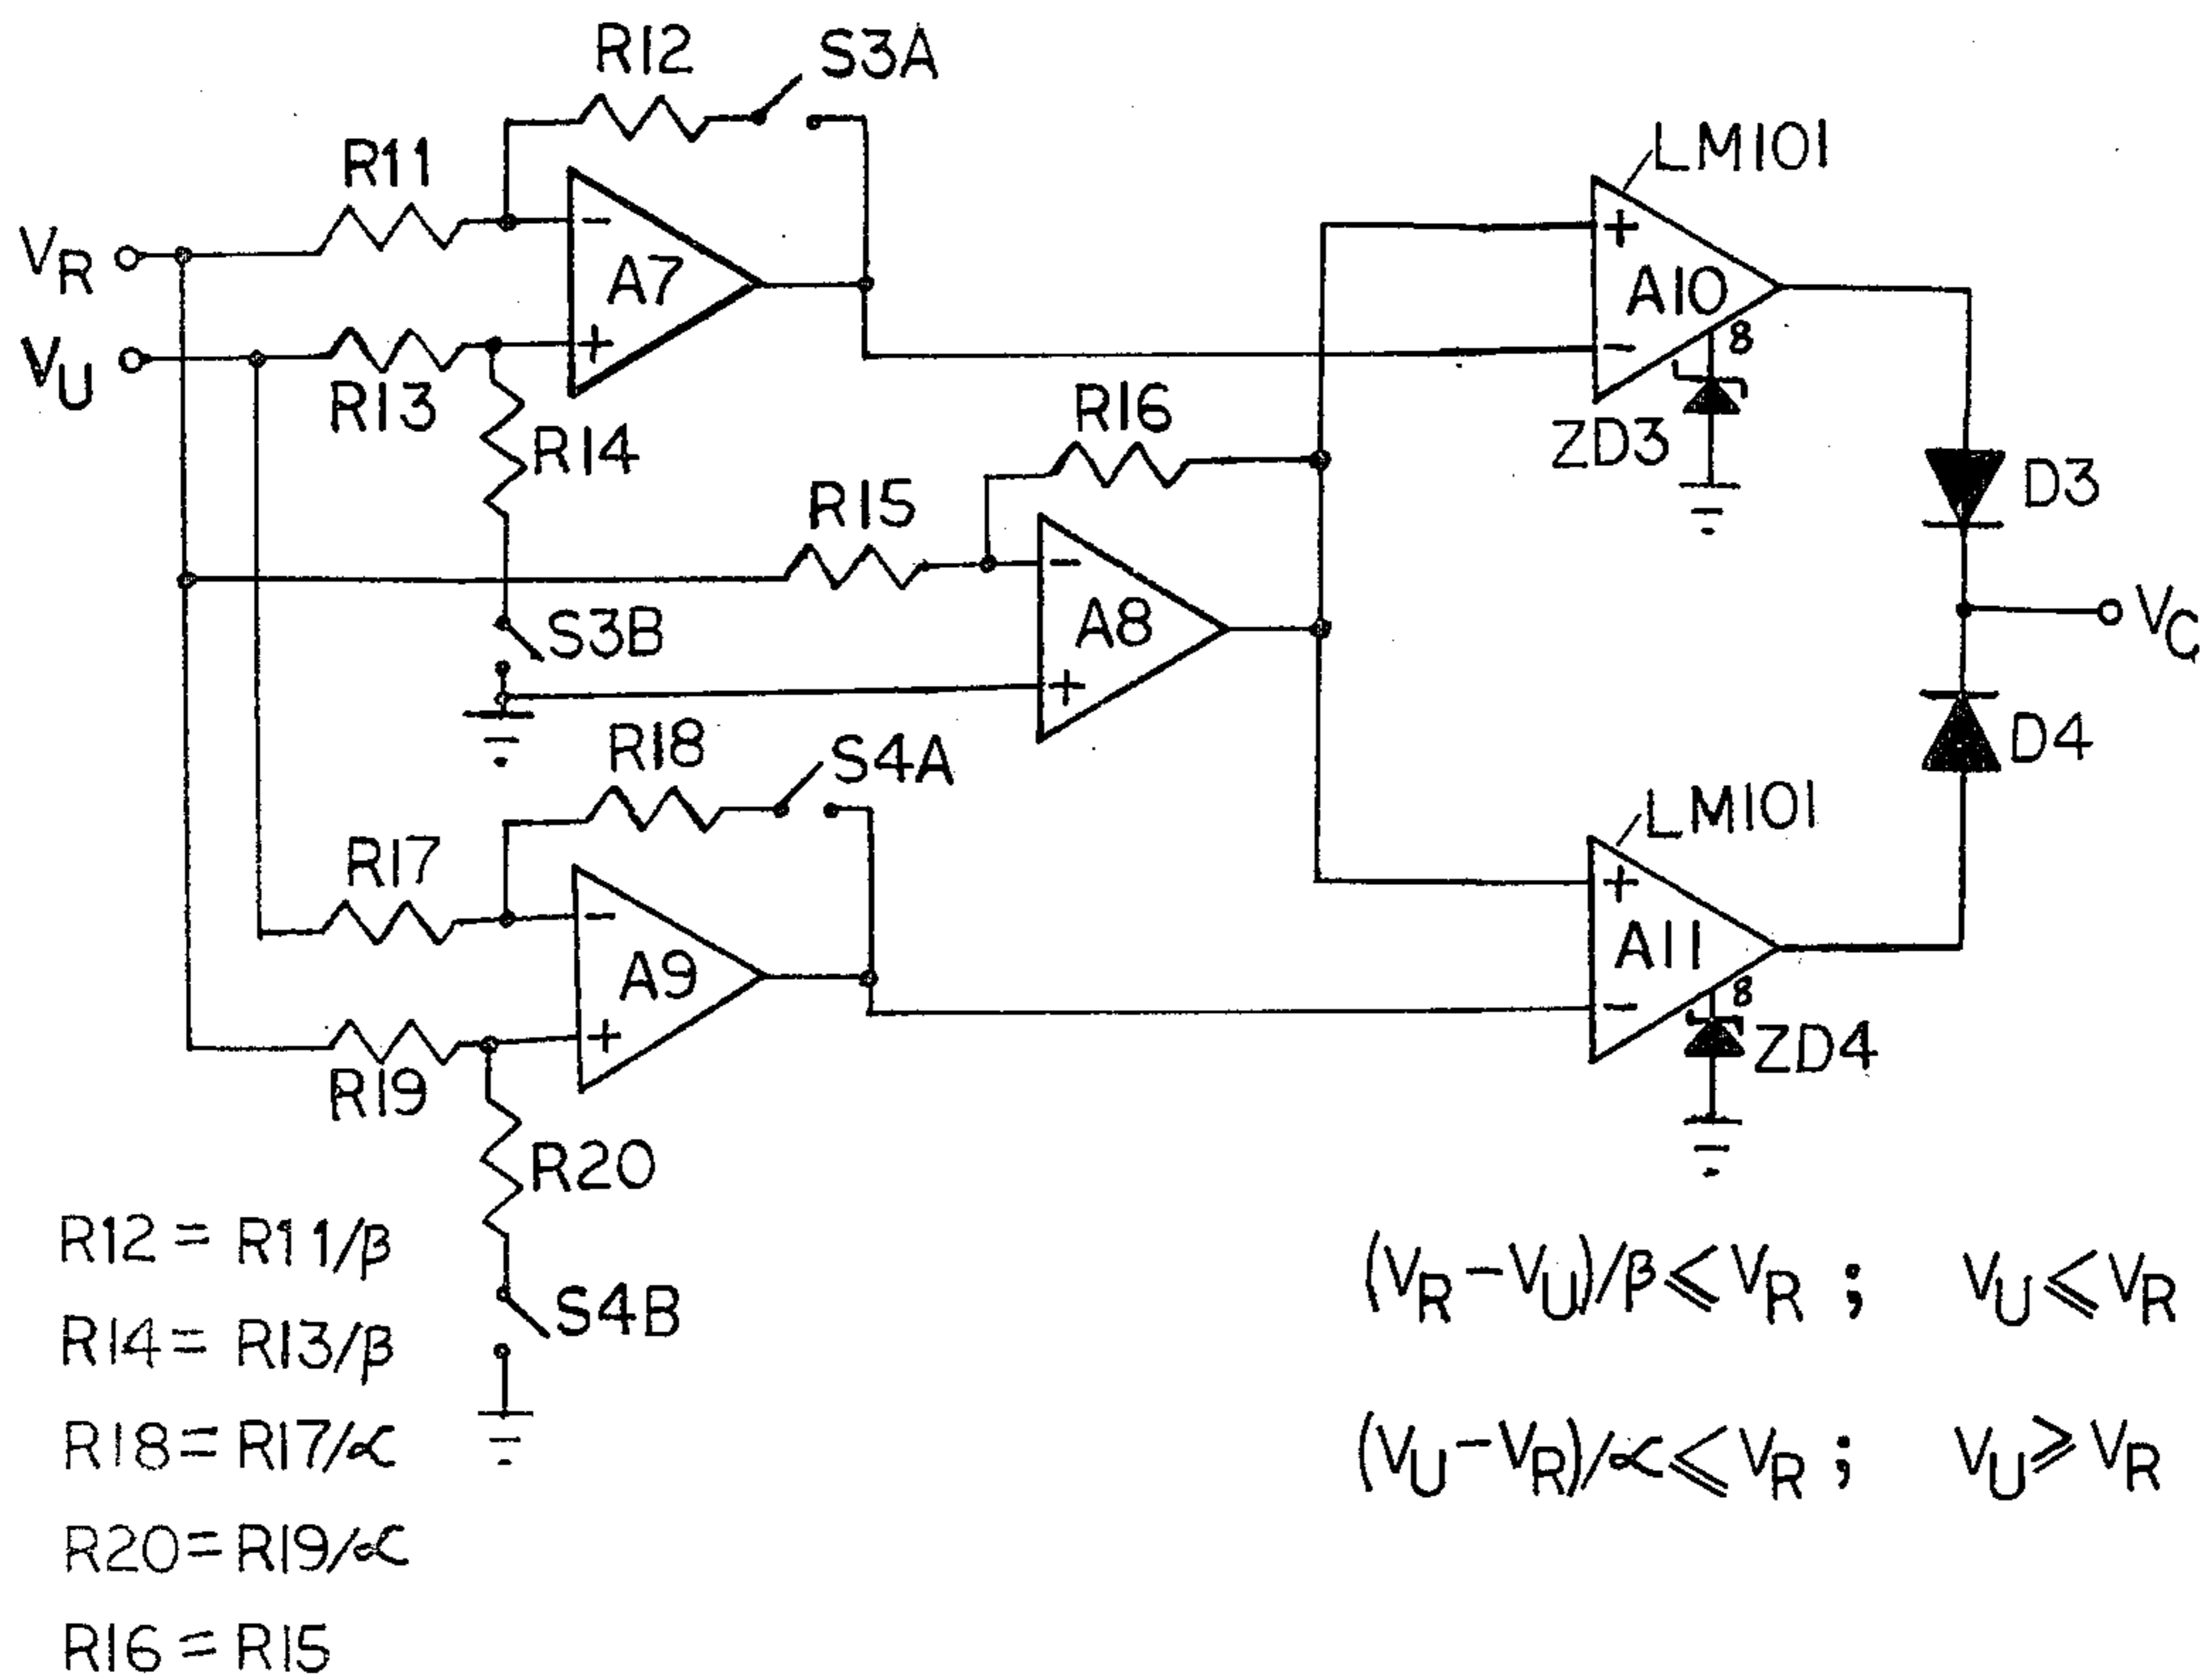 R12
S3A
R11
LM101
V_R
A7
A10
8
V_U
R13
R14
R16
ZD3
D3
R15
S3B
A8
V_C
R18
S4A
D4
R17
LM101
A9
A11
8
ZD4
R19
R20
S4B
R12 = R11/β
R14 = R13/β
R18 = R17/α
R20 = R19/α
R16 = R15
(V_R − V_U)/β ≤ V_R ; V_U ≤ V_R
(V_U − V_R)/α ≤ V_R ; V_U ≥ V_R